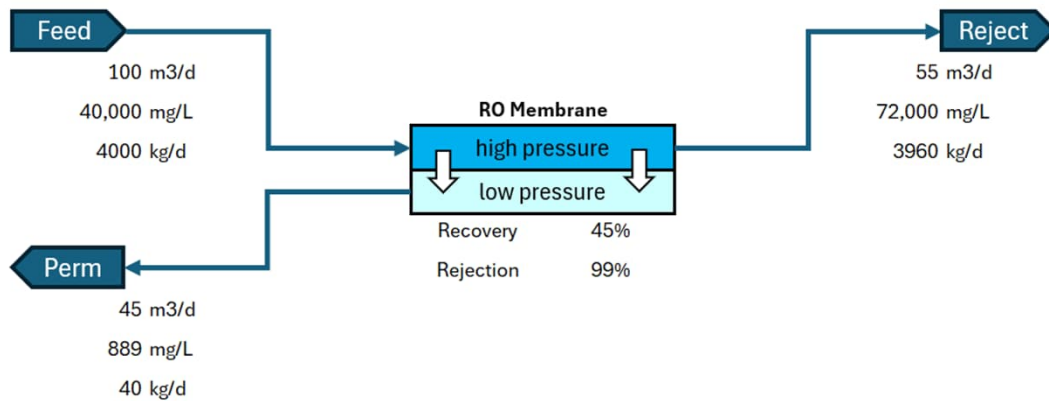 Feed
100 m3/d
40,000 mg/L
4000 kg/d
RO Membrane
high pressure
low pressure
Recovery 45%
Rejection 99%
Reject
55 m3/d
72,000 mg/L
3960 kg/d
Perm
45 m3/d
889 mg/L
40 kg/d